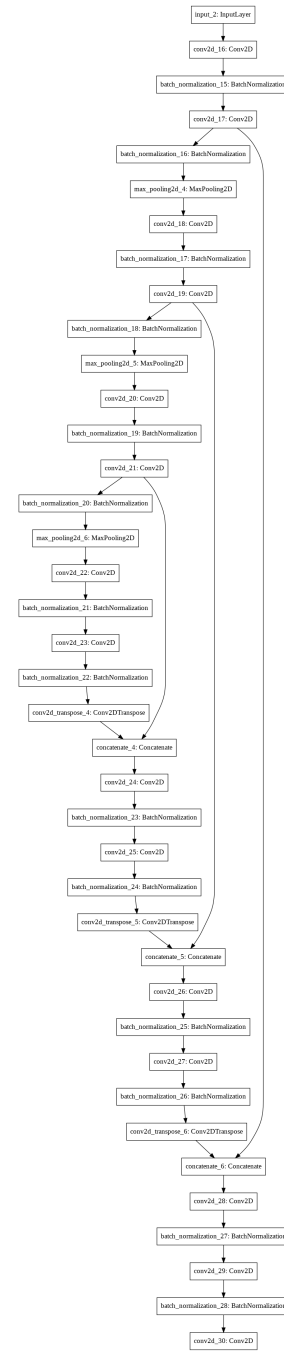 input_2: InputLayer
conv2d_16: Conv2D
batch_normalization_15: BatchNormalization
conv2d_17: Conv2D
batch_normalization_16: BatchNormalization
max_pooling2d_4: MaxPooling2D
conv2d_18: Conv2D
batch_normalization_17: BatchNormalization
conv2d_19: Conv2D
batch_normalization_18: BatchNormalization
max_pooling2d_5: MaxPooling2D
conv2d_20: Conv2D
batch_normalization_19: BatchNormalization
conv2d_21: Conv2D
batch_normalization_20: BatchNormalization
max_pooling2d_6: MaxPooling2D
conv2d_22: Conv2D
batch_normalization_21: BatchNormalization
conv2d_23: Conv2D
batch_normalization_22: BatchNormalization
conv2d_transpose_4: Conv2DTranspose
concatenate_4: Concatenate
conv2d_24: Conv2D
batch_normalization_23: BatchNormalization
conv2d_25: Conv2D
batch_normalization_24: BatchNormalization
conv2d_transpose_5: Conv2DTranspose
concatenate_5: Concatenate
conv2d_26: Conv2D
batch_normalization_25: BatchNormalization
conv2d_27: Conv2D
batch_normalization_26: BatchNormalization
conv2d_transpose_6: Conv2DTranspose
concatenate_6: Concatenate
conv2d_28: Conv2D
batch_normalization_27: BatchNormalization
conv2d_29: Conv2D
batch_normalization_28: BatchNormalization
conv2d_30: Conv2D